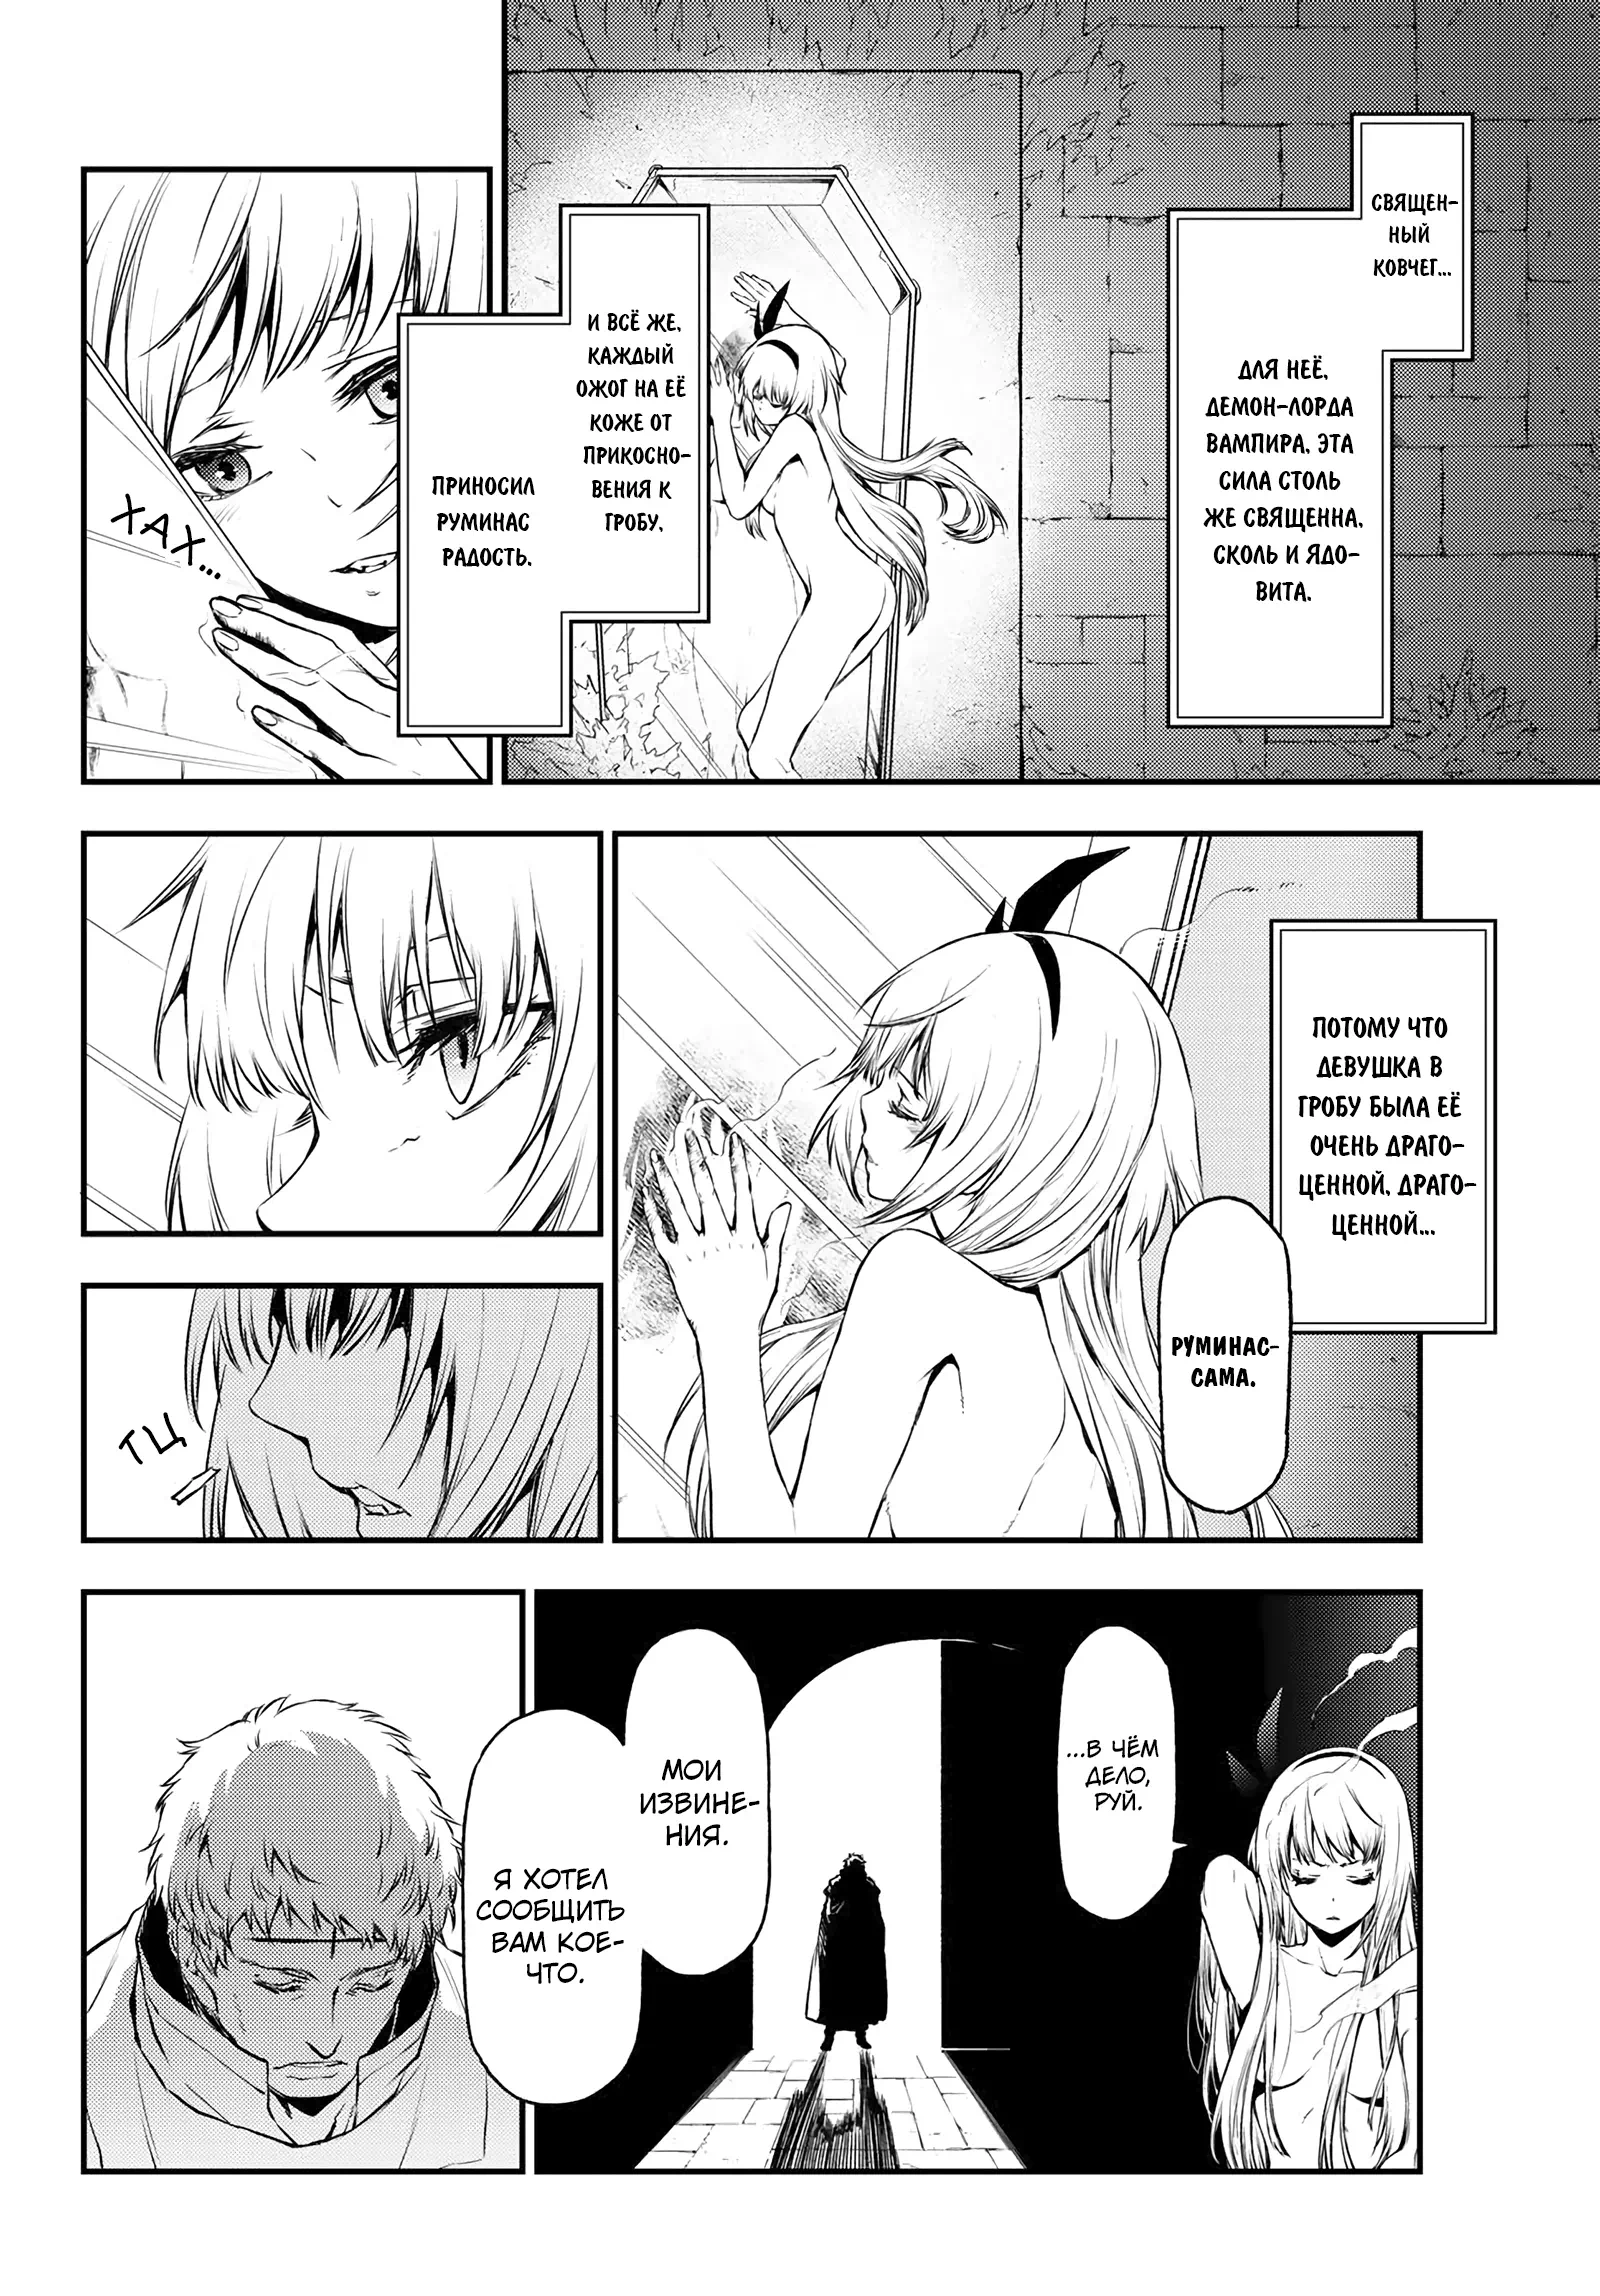 СВЯЩЕН-
НЫЙ
КОВЧЕГ...
ДЛЯ НЕЁ,
ДЕМОН-ЛОРДА
ВАМПИРА, ЭТА
СИЛА СТОЛЬ
ЖЕ СВЯЩЕННА,
СКОЛЬ И ЯДО-
ВИТА.
И ВСЁ ЖЕ,
КАЖДЫЙ
ОЖОГ НА ЕЁ
КОЖЕ ОТ
ПРИКОСНО-
ВЕНИЯ К
ГРОБУ,
ПРИНОСИЛ
РУМИНАС
РАДОСТЬ.
ХАХ...
ПОТОМУ ЧТО
ДЕВУШКА В
ГРОБУ БЫЛА ЕЁ
ОЧЕНЬ ДРАГО-
ЦЕННОЙ, ДРАГО-
ЦЕННОЙ...
РУМИНАС-
САМА.
ТЦ
...В ЧЁМ
ДЕЛО,
РУЙ.
МОИ
ИЗВИНЕ-
НИЯ.
Я ХОТЕЛ
СООБЩИТЬ
ВАМ КОЕ-
ЧТО.